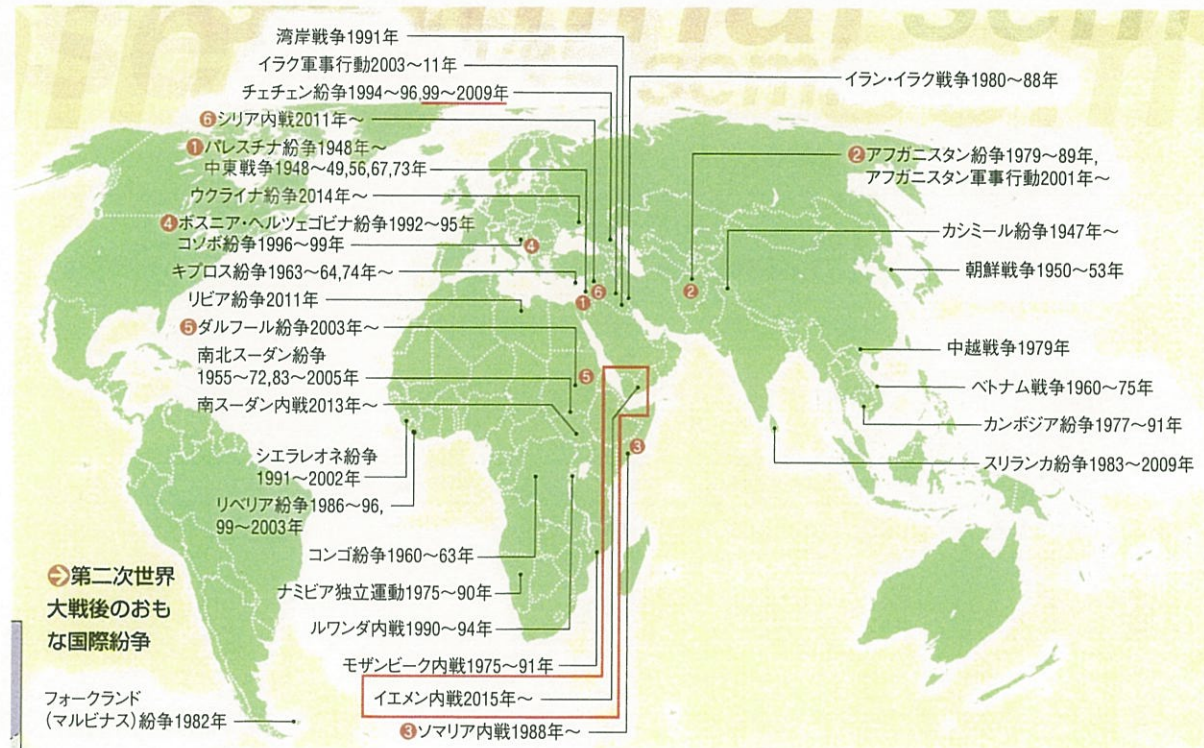 湾岸戦争1991年
イラク軍事行動2003～11年
チェチェン紛争1994～96,99～2009年
❻シリア内戦2011年～
❶パレスチナ紛争1948年～
中東戦争1948～49,56,67,73年
ウクライナ紛争2014年～
❹ボスニア・ヘルツェゴビナ紛争1992～95年
コソボ紛争1996～99年
キプロス紛争1963～64,74年～
リビア紛争2011年
❺ダルフール紛争2003年～
南北スーダン紛争
1955～72,83～2005年
南スーダン内戦2013年～
シエラレオネ紛争
1991～2002年
リベリア紛争1986～96,
99～2003年
コンゴ紛争1960～63年
ナミビア独立運動1975～90年
ルワンダ内戦1990～94年
モザンビーク内戦1975～91年
イエメン内戦2015年～
❸ソマリア内戦1988年～
イラン・イラク戦争1980～88年
❷アフガニスタン紛争1979～89年,
アフガニスタン軍事行動2001年～
カシミール紛争1947年～
朝鮮戦争1950～53年
中越戦争1979年
ベトナム戦争1960～75年
カンボジア紛争1977～91年
スリランカ紛争1983～2009年
❹
❻
❶
❷
❺
❸
➔第二次世界
大戦後のおも
な国際紛争
フォークランド
(マルビナス)紛争1982年